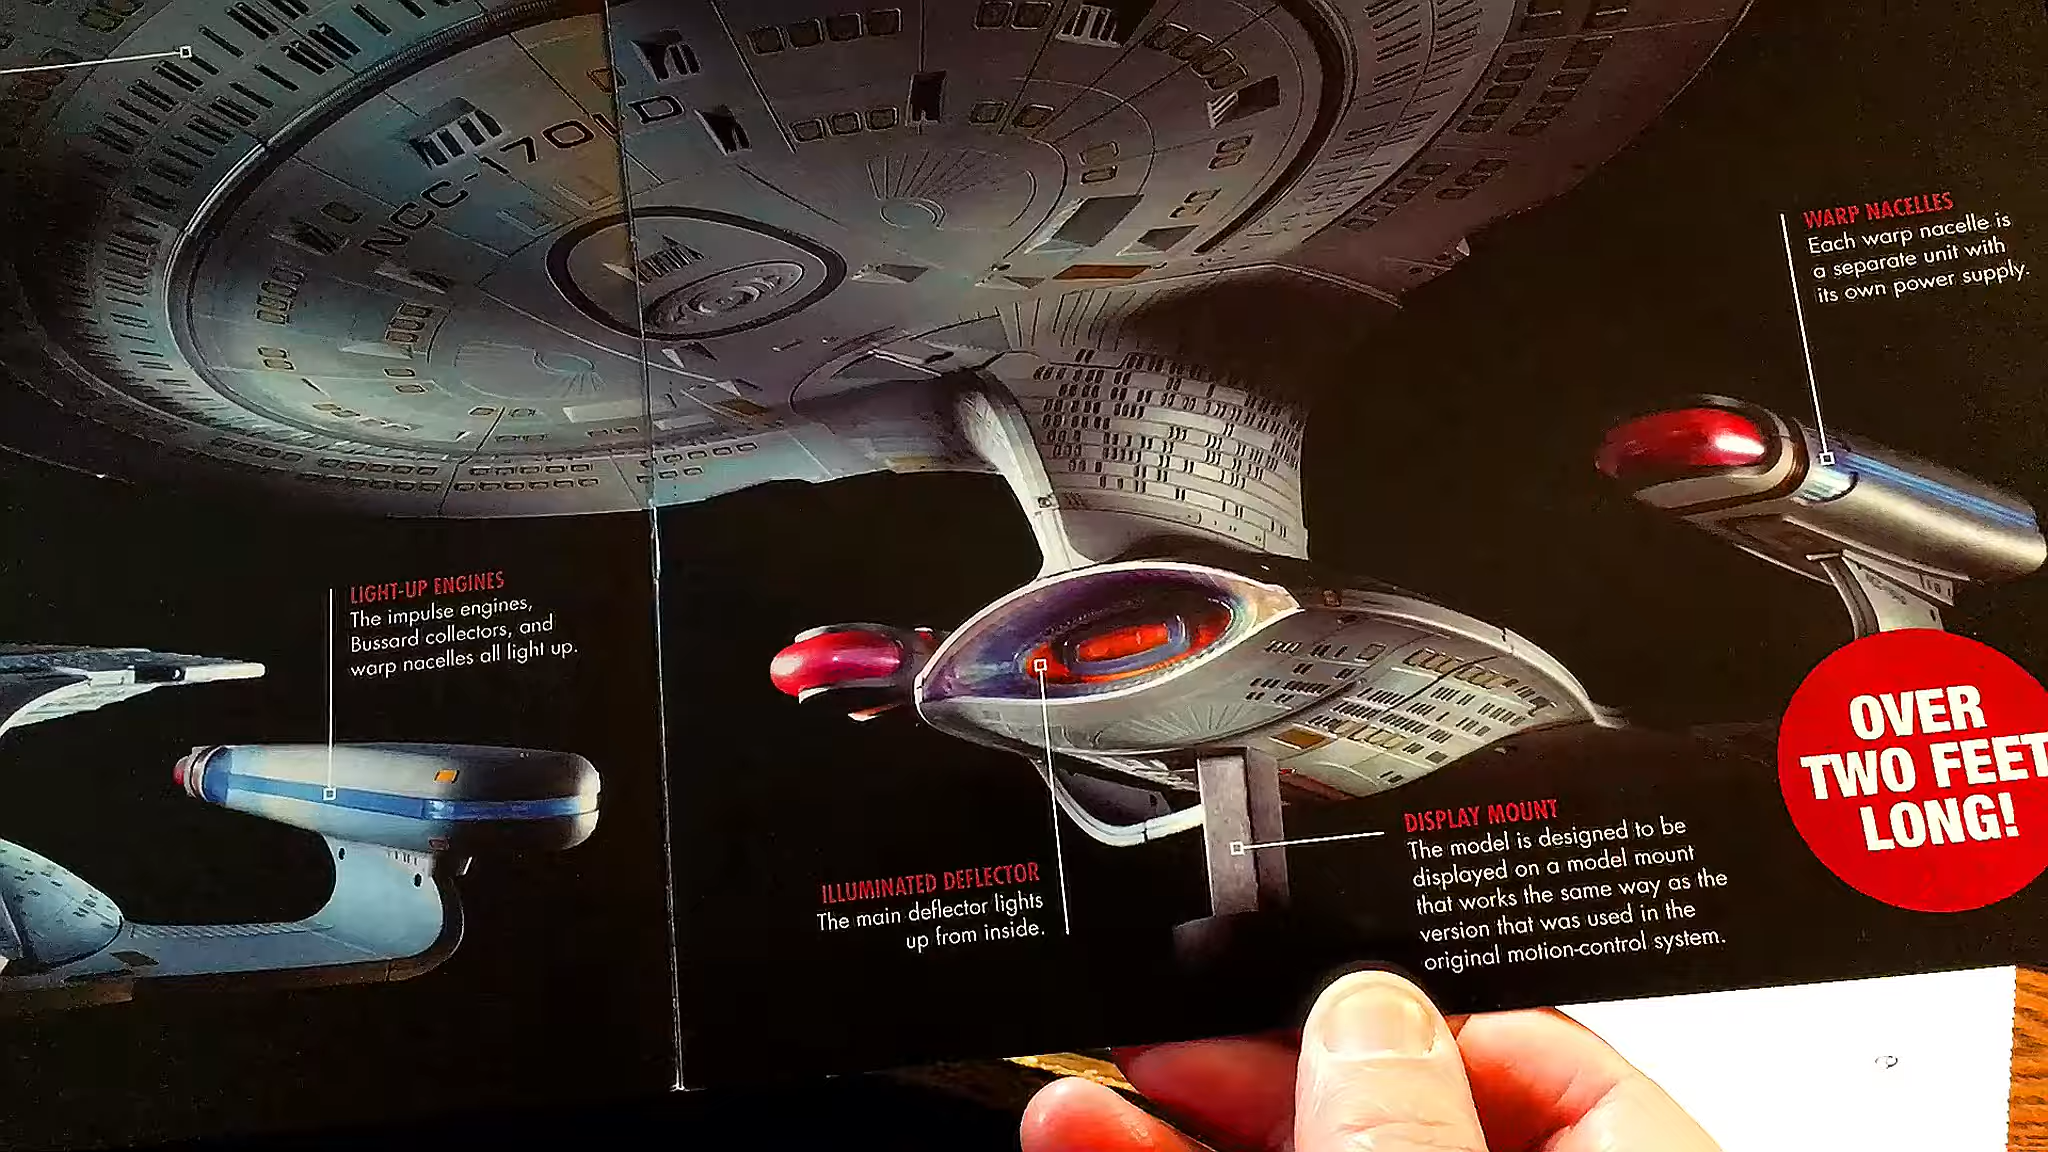 NCC-1701-D
WARP NACELLES
Each warp nacelle is
a separate unit with
its own power supply.
LIGHT-UP ENGINES
The impulse engines,
Bussard collectors, and
warp nacelles all light up.
OVER
TWO FEET
LONG!
DISPLAY MOUNT
The model is designed to be
displayed on a model mount
that works the same way as the
version that was used in the
original motion-control system.
ILLUMINATED DEFLECTOR
The main deflector lights
up from inside.